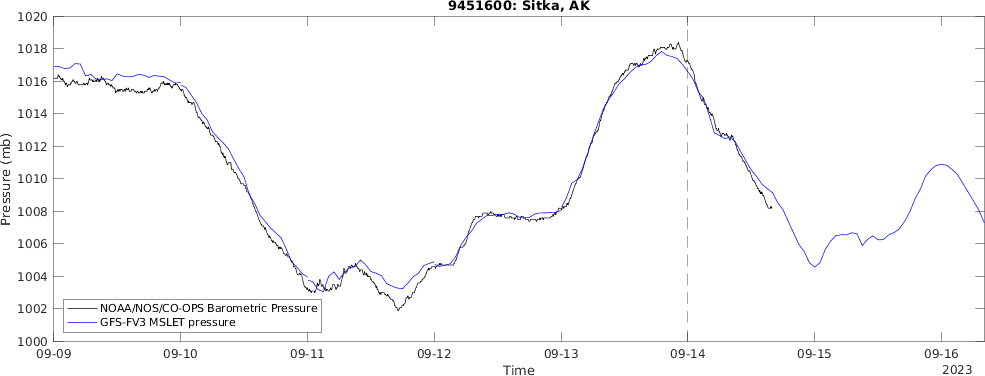 9451600: Sitka, AK
1020
1018
1016
1014
1012
1010
1008
1006
1004
1002
1000
Pressure (mb)
NOAA/NOS/CO-OPS Barometric Pressure
GFS-FV3 MSLET pressure
09-09 09-10 09-11 09-12 09-13 09-14 09-15 09-16
Time
2023